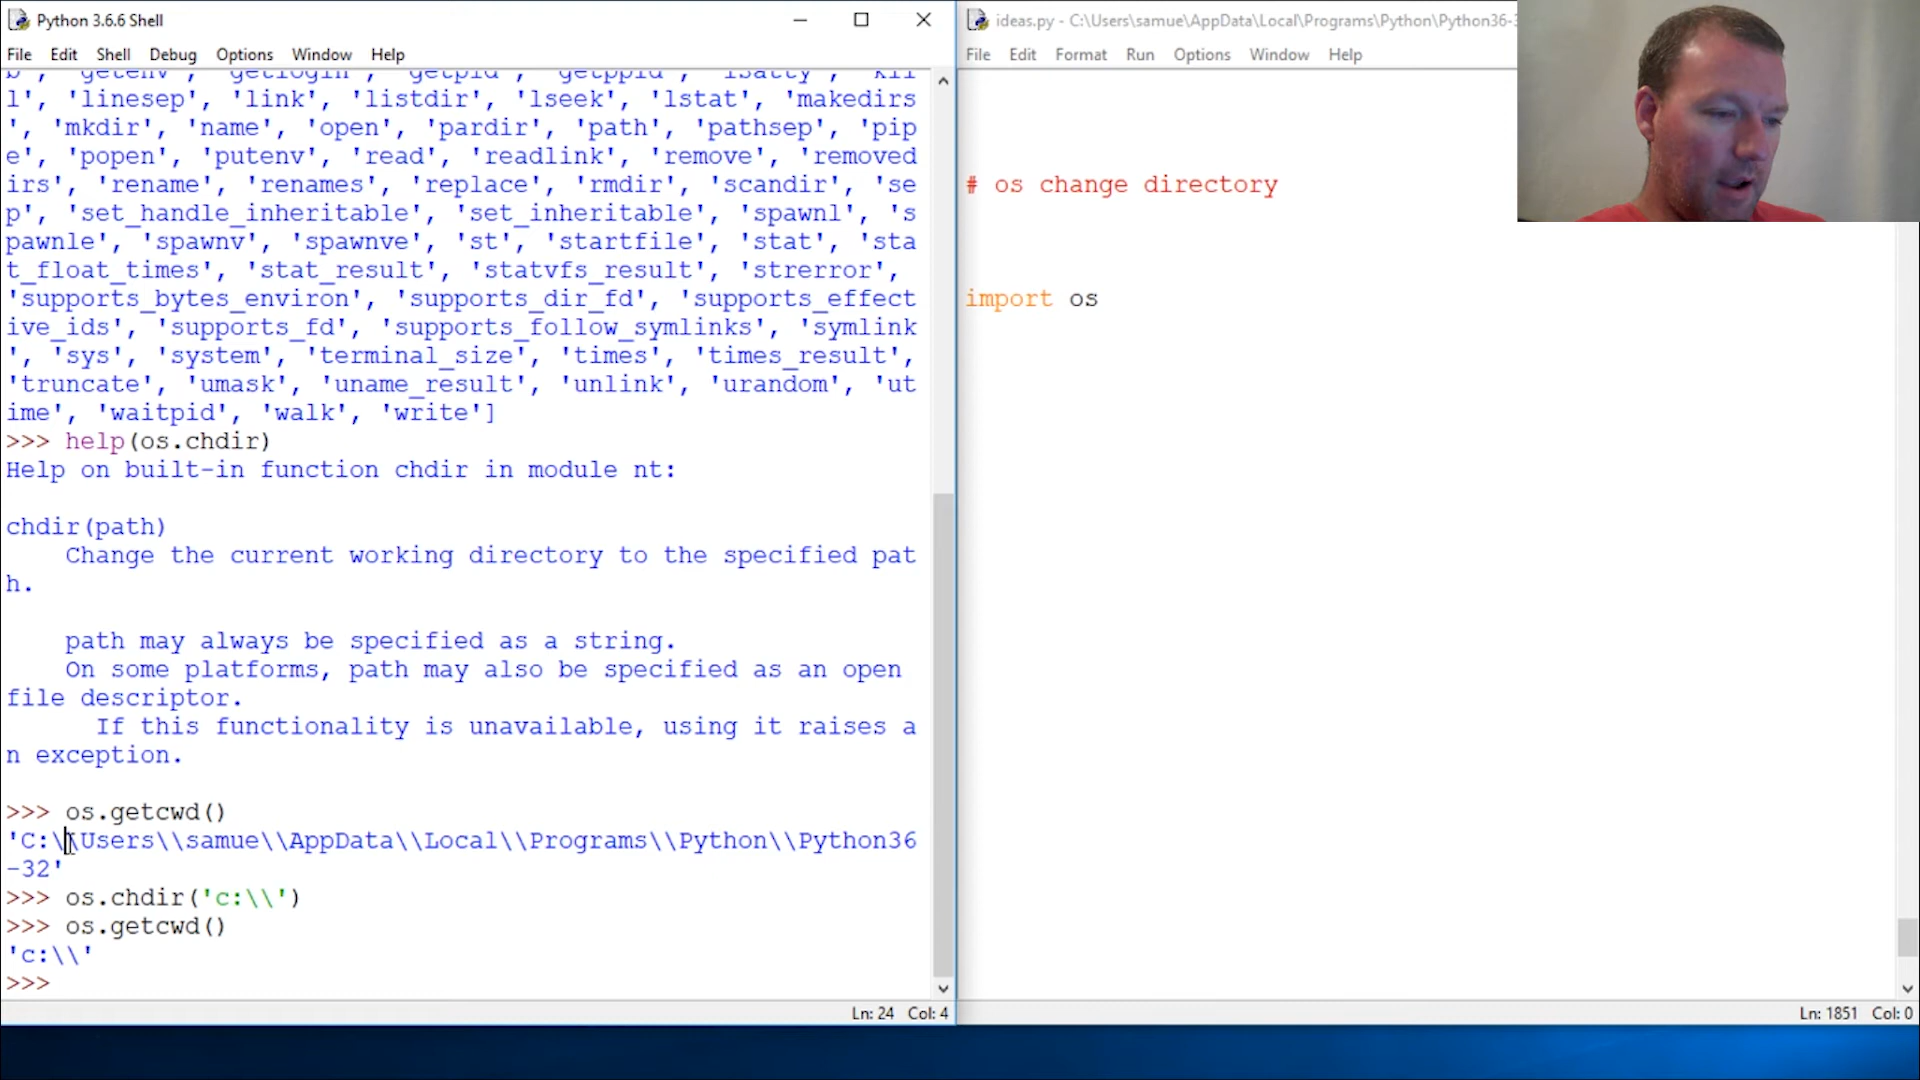 Python 3.6.6 Shell
File Edit Shell Debug Options Window Help
b', 'getenv', 'getlogin', 'getpid', 'getppid', 'isatty', 'kil
l', 'linesep', 'link', 'listdir', 'lseek', 'lstat', 'makedirs
', 'mkdir', 'name', 'open', 'pardir', 'path', 'pathsep', 'pip
e', 'popen', 'putenv', 'read', 'readlink', 'remove', 'removed
irs', 'rename', 'renames', 'replace', 'rmdir', 'scandir', 'se
p', 'set_handle_inheritable', 'set_inheritable', 'spawnl', 's
pawnle', 'spawnv', 'spawnve', 'st', 'startfile', 'stat', 'sta
t_float_times', 'stat_result', 'statvfs_result', 'strerror',
'supports_bytes_environ', 'supports_dir_fd', 'supports_effect
ive_ids', 'supports_fd', 'supports_follow_symlinks', 'symlink
', 'sys', 'system', 'terminal_size', 'times', 'times_result',
'truncate', 'umask', 'uname_result', 'unlink', 'urandom', 'ut
ime', 'waitpid', 'walk', 'write']
>>> help(os.chdir)
Help on built-in function chdir in module nt:
chdir(path)
Change the current working directory to the specified pat
h.
path may always be specified as a string.
On some platforms, path may also be specified as an open
file descriptor.
If this functionality is unavailable, using it raises a
n exception.
>>> os.getcwd()
'C:\\Users\\samue\\AppData\\Local\\Programs\\Python\\Python36
-32'
>>> os.chdir('c:\\')
>>> os.getcwd()
'c:\\'
>>>
Ln: 24 Col: 4
ideas.py - C:\Users\samue\AppData\Local\Programs\Python\Python36-3
File Edit Format Run Options Window Help
# os change directory
import os
Ln: 1851 Col: 0